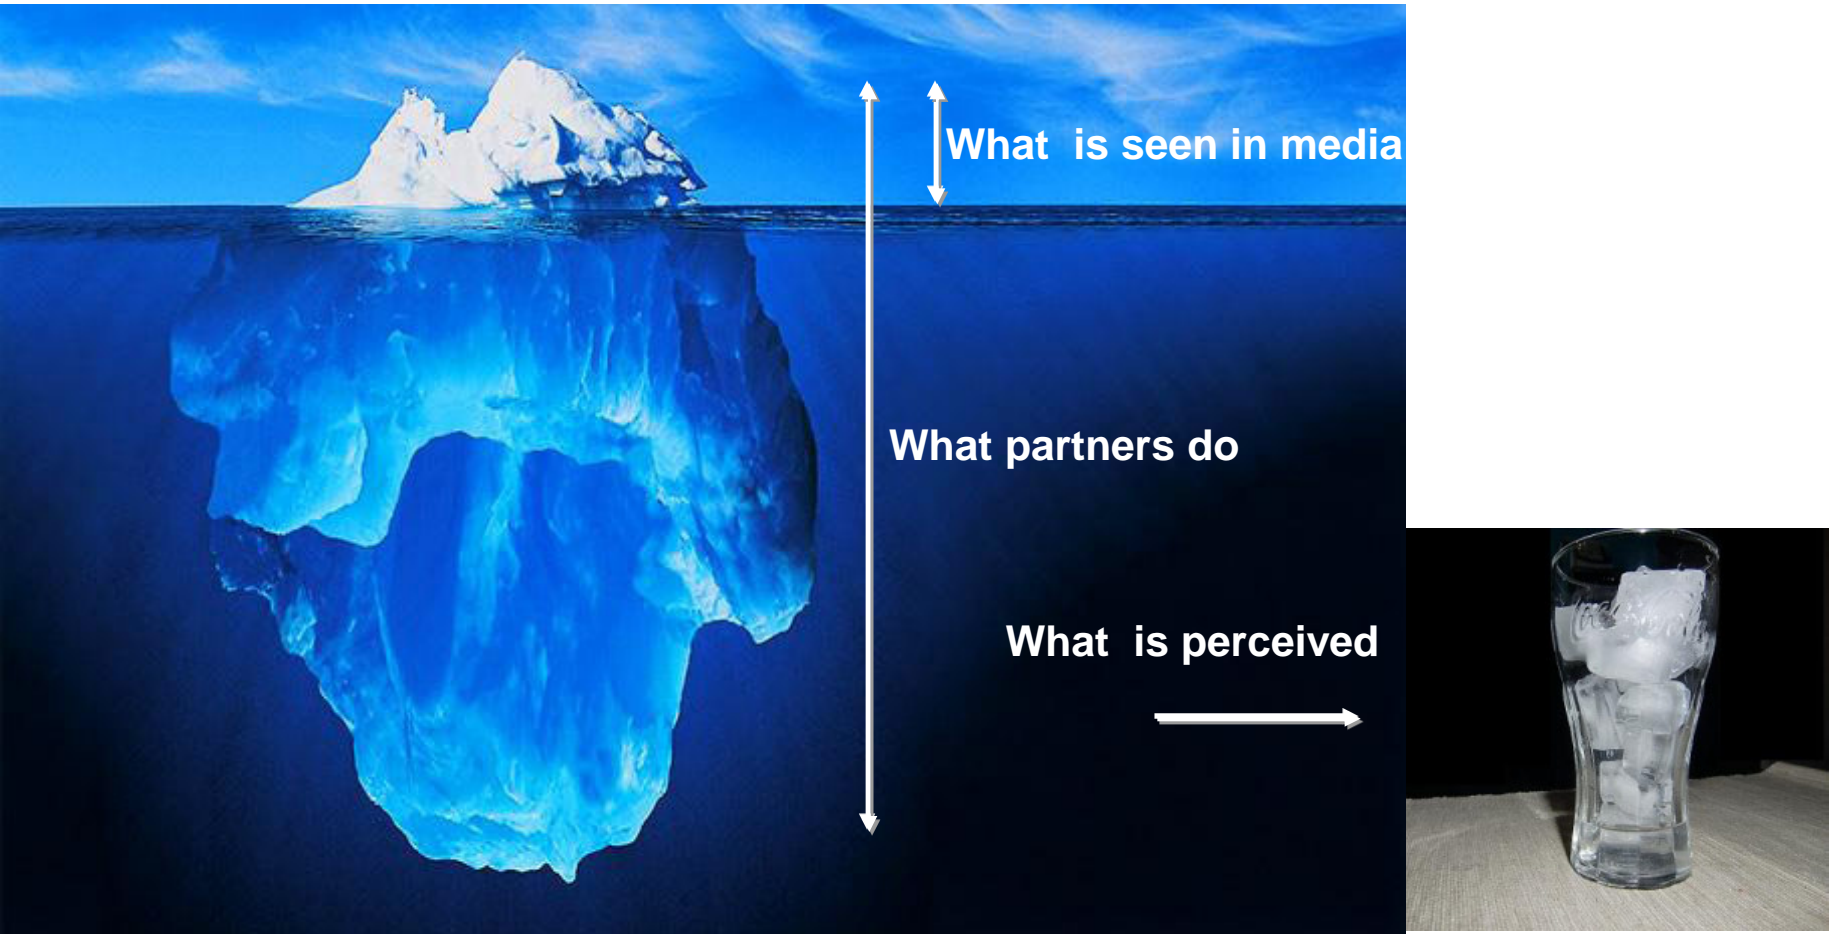 What is seen in media
What partners do
What is perceived